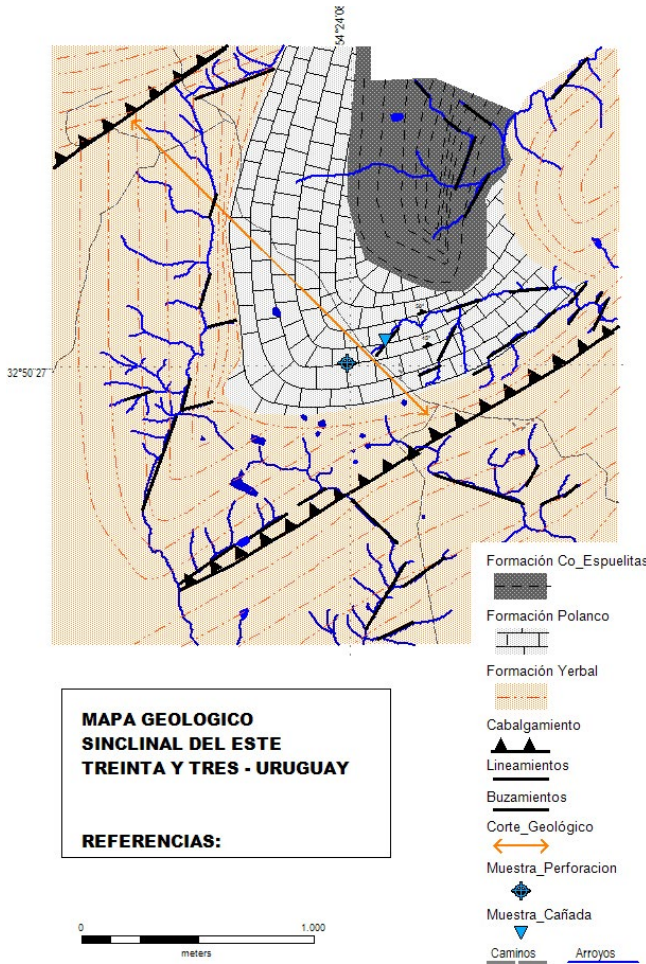 54°24'08
32°50'27
Formación Co_Espuelitas
Formación Polanco
Formación Yerbal
Cabalgamiento
Lineamientos
Buzamientos
Corte_Geológico
Muestra_Perforacion
Muestra_Cañada
Caminos Arroyos
MAPA GEOLOGICO
SINCLINAL DEL ESTE
TREINTA Y TRES - URUGUAY
REFERENCIAS:
0 1.000
meters